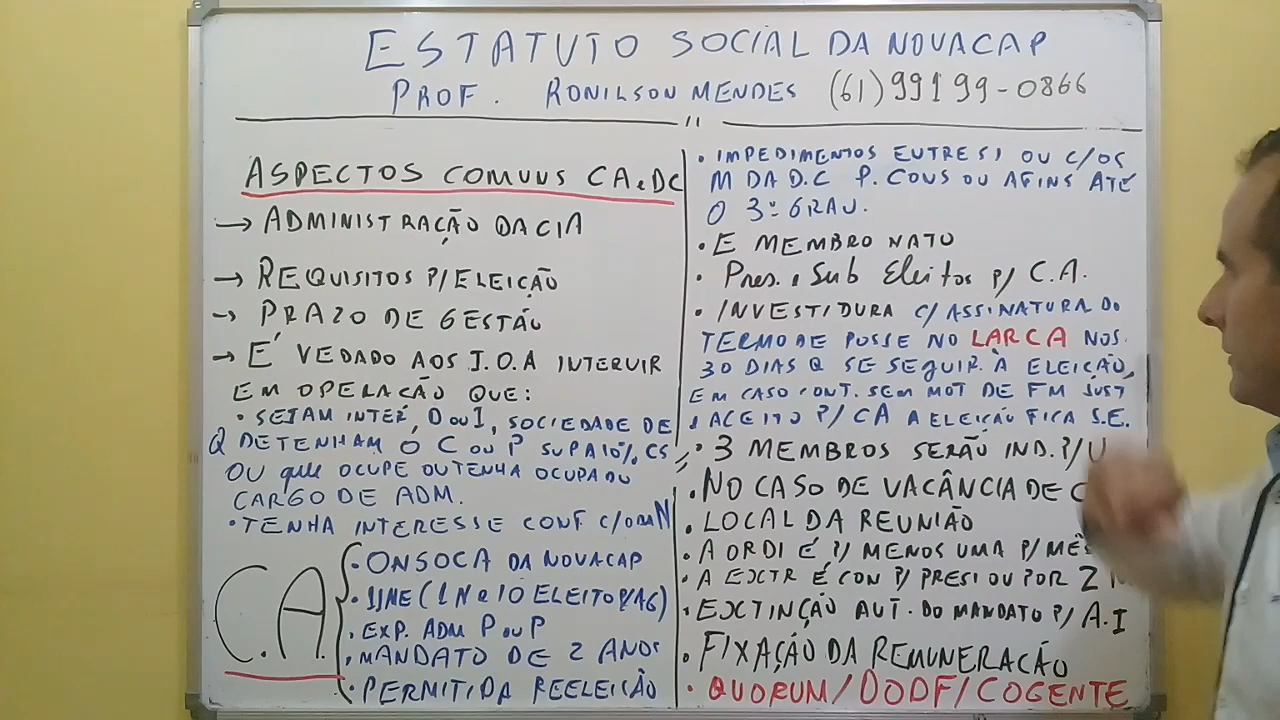 ESTATUTO SOCIAL DA NOVACAP
PROF. RONILSON MENDES (61)99199-0866
ASPECTOS COMUNS CA e DC
→ ADMINISTRAÇÃO DA CIA
→ REQUISITOS P/ELEIÇÃO
→ PRAZO DE GESTÃO
→ É VEDADO AOS I.O.A INTERVIR
EM OPERAÇÃO QUE:
• SEJAM INTER, D OU I, SOCIEDADE DE
Q DETENHAM O C OU P SUP A 10% CS
OU que OCUPE OU TENHA OCUPADO
CARGO DE ADM.
• TENHA INTERESSE CONF. C/O DA N
C.A.
• ONSOCA DA NOVACAP
• 11ME (1N e 10 ELEITO P/AG)
• EXP. ADM P OU P
• MANDATO DE 2 ANOS
• PERMITIDA REELEIÇÃO
• IMPEDIMENTOS ENTRE SI OU C/OS
M DA D.C P. CONS OU AFINS ATÉ
O 3º GRAU.
• E MEMBRO NATO
• Pres. e Sub Eleitos P/ C.A.
• INVESTIDURA C/ ASSINATURA DO
TERMO DE POSSE NO LARCA NOS
30 DIAS Q SE SEGUIR À ELEIÇÃO,
EM CASO CONT. SEM MOT DE FM JUST
ACEITO P/ CA A ELEIÇÃO FICA S.E.
• 3 MEMBROS SERÃO IND. P/U
• NO CASO DE VACÂNCIA DE C
• LOCAL DA REUNIÃO
• A ORDI É P/ MENOS UMA P/ MÊS
• A EXTR É CON P/ PRESI OU POR 2 M
• EXTINÇÃO AUT. DO MANDATO P/ A.I
• FIXAÇÃO DA REMUNERAÇÃO
• QUORUM/DODF/COGENTE